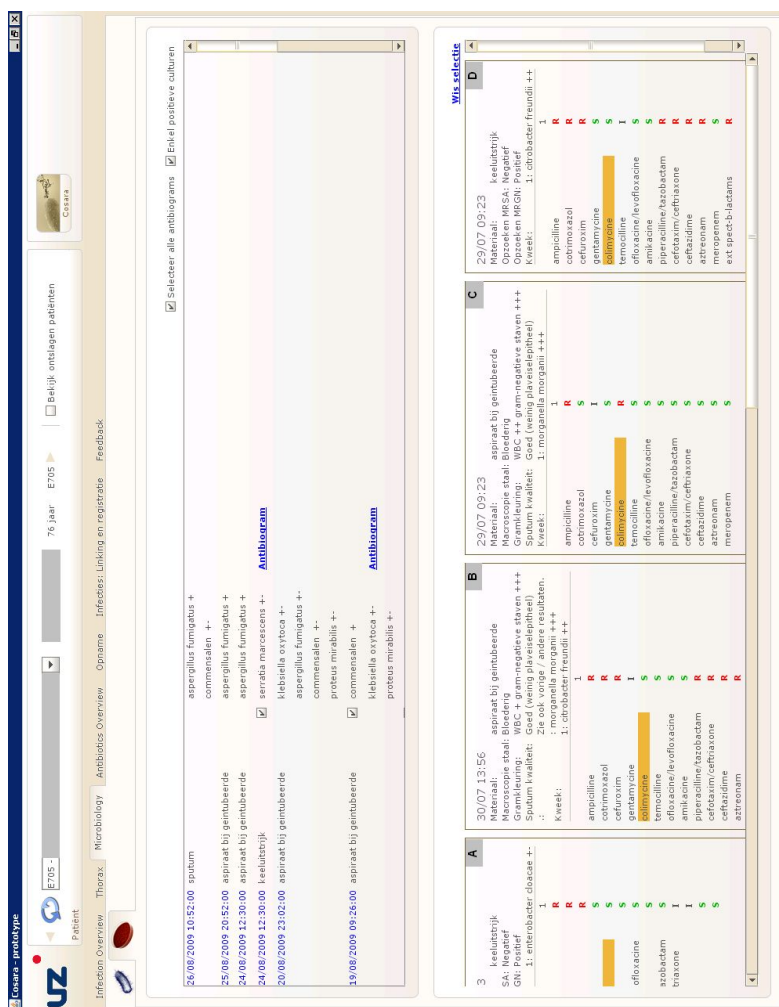 Cosara - prototype
uz
E705 -
76 jaar
E705
Bekijk ontslagen patiënten
Cosara
Patiënt
Infection Overview
Thorax
Microbiology
Antibiotics Overview
Opname
Infecties: Linking en registratie
Feedback
Selecteer alle antibiograms
Enkel positieve culturen
26/08/2009 10:52:00 sputum aspergillus fumigatus +
commensalen +-
25/08/2009 20:52:00 aspiraat bij geintubeerde aspergillus fumigatus +
24/08/2009 12:30:00 aspiraat bij geintubeerde aspergillus fumigatus +
24/08/2009 12:30:00 keeluitstrijk serratia marcescens +- Antibiogram
20/08/2009 23:02:00 aspiraat bij geintubeerde klebsiella oxytoca +-
aspergillus fumigatus +-
commensalen +-
proteus mirabilis +-
19/08/2009 09:26:00 aspiraat bij geintubeerde commensalen +
klebsiella oxytoca +- Antibiogram
proteus mirabilis +-
Wis selectie
A
3
keeluitstrijk
SA: Negatief
GN: Positief
1: enterobacter cloacae +-
1
R
R
R
S
S
S
ofloxacine S
S
azobactam I
triaxone I
S
S
B
30/07 13:56
Materiaal: aspiraat bij geintubeerde
Macroscopie staal: Bloederig
Gramkleuring: WBC + gram-negatieve staven +++
Sputum kwaliteit: Goed (weinig plaveiselepitheel)
.: Zie ook vorige / andere resultaten.
: morganella morganii +++
Kweek: 1: citrobacter freundii ++
1
ampicilline R
cotrimoxazol R
cefuroxim R
gentamycine I
colimycine S
temocilline S
ofloxacine/levofloxacine S
amikacine S
piperacilline/tazobactam R
cefotaxim/ceftriaxone R
ceftazidime R
aztreonam R
C
29/07 09:23
Materiaal: aspiraat bij geintubeerde
Macroscopie staal: Bloederig
Gramkleuring: WBC ++ gram-negatieve staven +++
Sputum kwaliteit: Goed (weinig plaveiselepitheel)
Kweek: 1: morganella morganii +++
1
ampicilline R
cotrimoxazol S
cefuroxim I
gentamycine S
colimycine R
temocilline S
ofloxacine/levofloxacine S
amikacine S
piperacilline/tazobactam S
cefotaxim/ceftriaxone S
ceftazidime S
aztreonam S
meropenem S
D
29/07 09:23
Materiaal: keeluitstrijk
Opzoeken MRSA: Negatief
Opzoeken MRGN: Positief
Kweek: 1: citrobacter freundii ++
1
ampicilline R
cotrimoxazol R
cefuroxim R
gentamycine S
colimycine S
temocilline I
ofloxacine/levofloxacine S
amikacine S
piperacilline/tazobactam R
cefotaxim/ceftriaxone R
ceftazidime R
aztreonam R
meropenem S
ext spect-b-lactams R